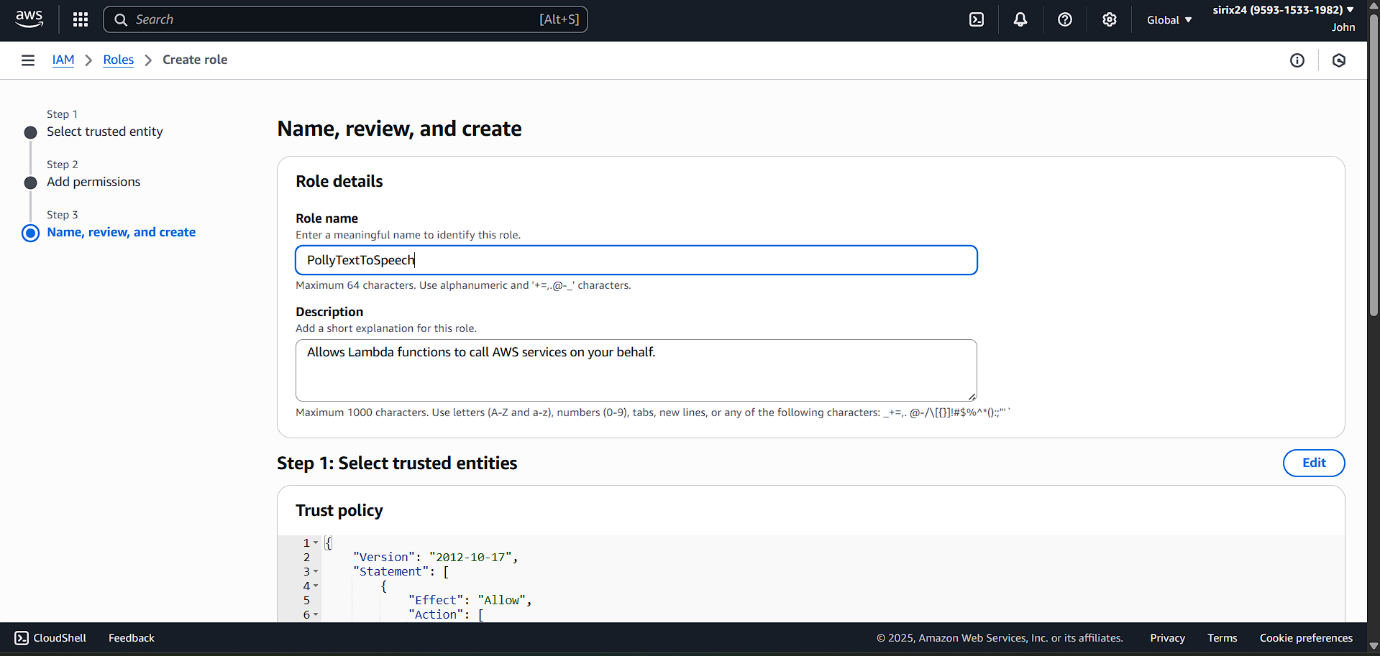 aws
Search [Alt+S]
Global
sirix24 (9593-1533-1982)
John
IAM Roles Create role
Step 1
Select trusted entity
Step 2
Add permissions
Step 3
Name, review, and create
Name, review, and create
Role details
Role name
Enter a meaningful name to identify this role.
PollyTextToSpeech
Maximum 64 characters. Use alphanumeric and '+=,.@-_' characters.
Description
Add a short explanation for this role.
Allows Lambda functions to call AWS services on your behalf.
Maximum 1000 characters. Use letters (A-Z and a-z), numbers (0-9), tabs, new lines, or any of the following characters: _+=,. @-/\[{}]!#$%^*();:"'`
Step 1: Select trusted entities
Edit
Trust policy
1 {
2 "Version": "2012-10-17",
3 "Statement": [
4 {
5 "Effect": "Allow",
6 "Action": [
CloudShell Feedback
© 2025, Amazon Web Services, Inc. or its affiliates. Privacy Terms Cookie preferences